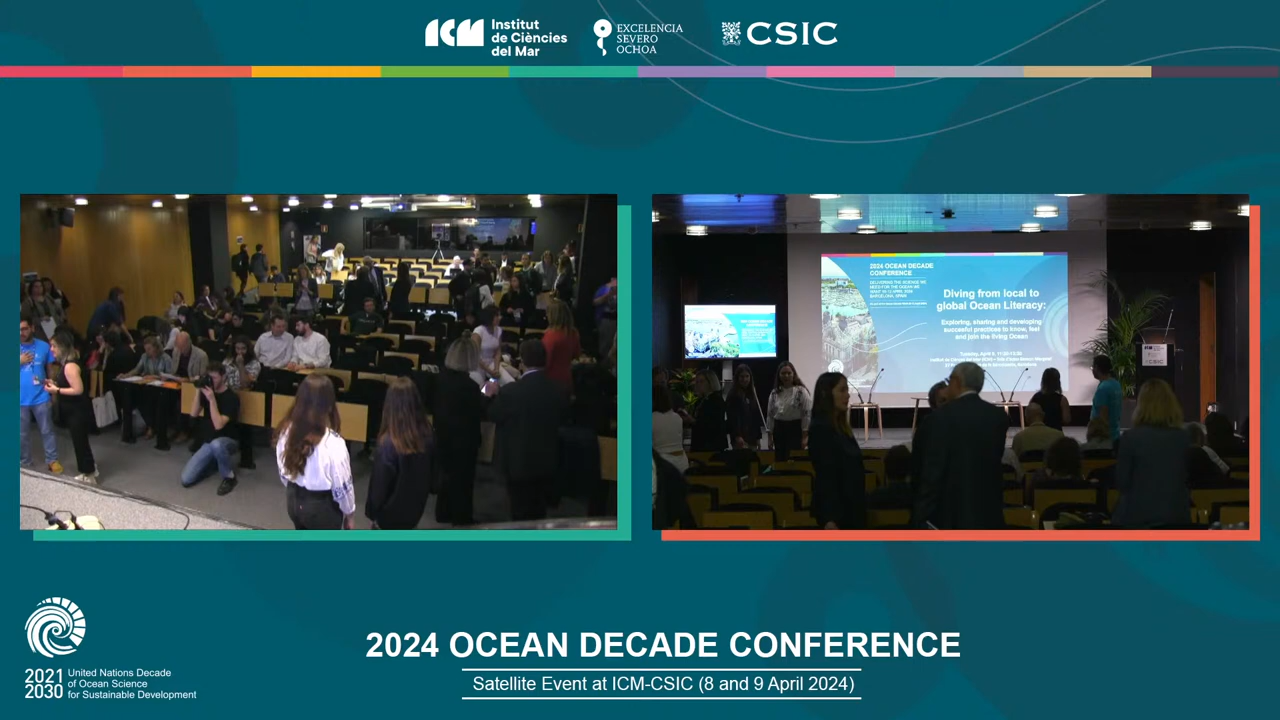 ICM
Institut
de Ciències
del Mar
EXCELENCIA
SEVERO
OCHOA
CSIC
2024 OCEAN DECADE
CONFERENCE
Diving from local to
global Ocean Literacy:
Exploring, sharing and developing
succesful practices to know, feel
and join the living Ocean
2021
2030
United Nations Decade
of Ocean Science
for Sustainable Development
2024 OCEAN DECADE CONFERENCE
Satellite Event at ICM-CSIC (8 and 9 April 2024)